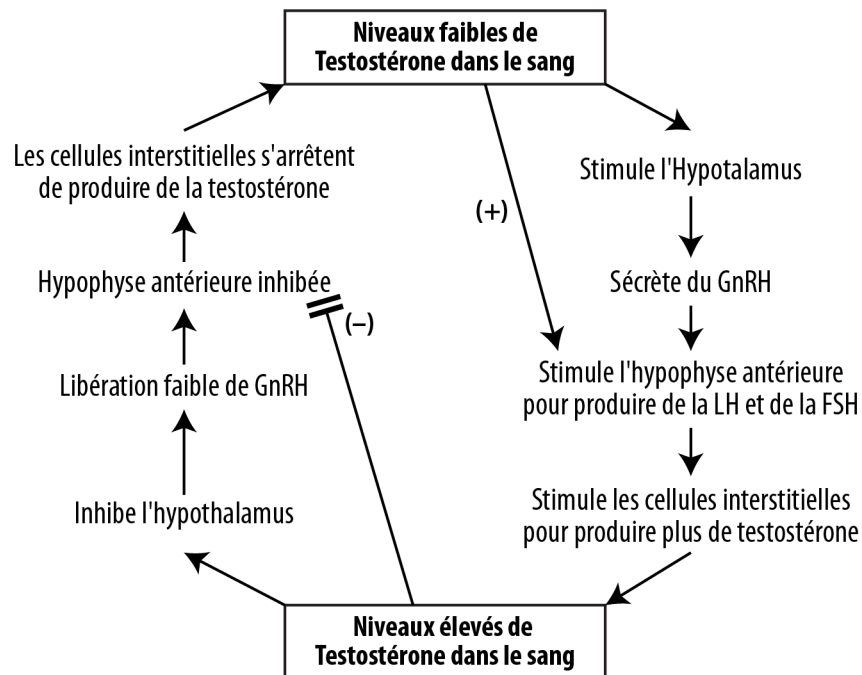 Niveaux faibles de
Testostérone dans le sang
Stimule l'Hypotalamus
Sécrète du GnRH
(+)
Stimule l'hypophyse antérieure
pour produire de la LH et de la FSH
Stimule les cellules interstitielles
pour produire plus de testostérone
Niveaux élevés de
Testostérone dans le sang
Inhibe l'hypothalamus
Libération faible de GnRH
(–)
Hypophyse antérieure inhibée
Les cellules interstitielles s'arrêtent
de produire de la testostérone